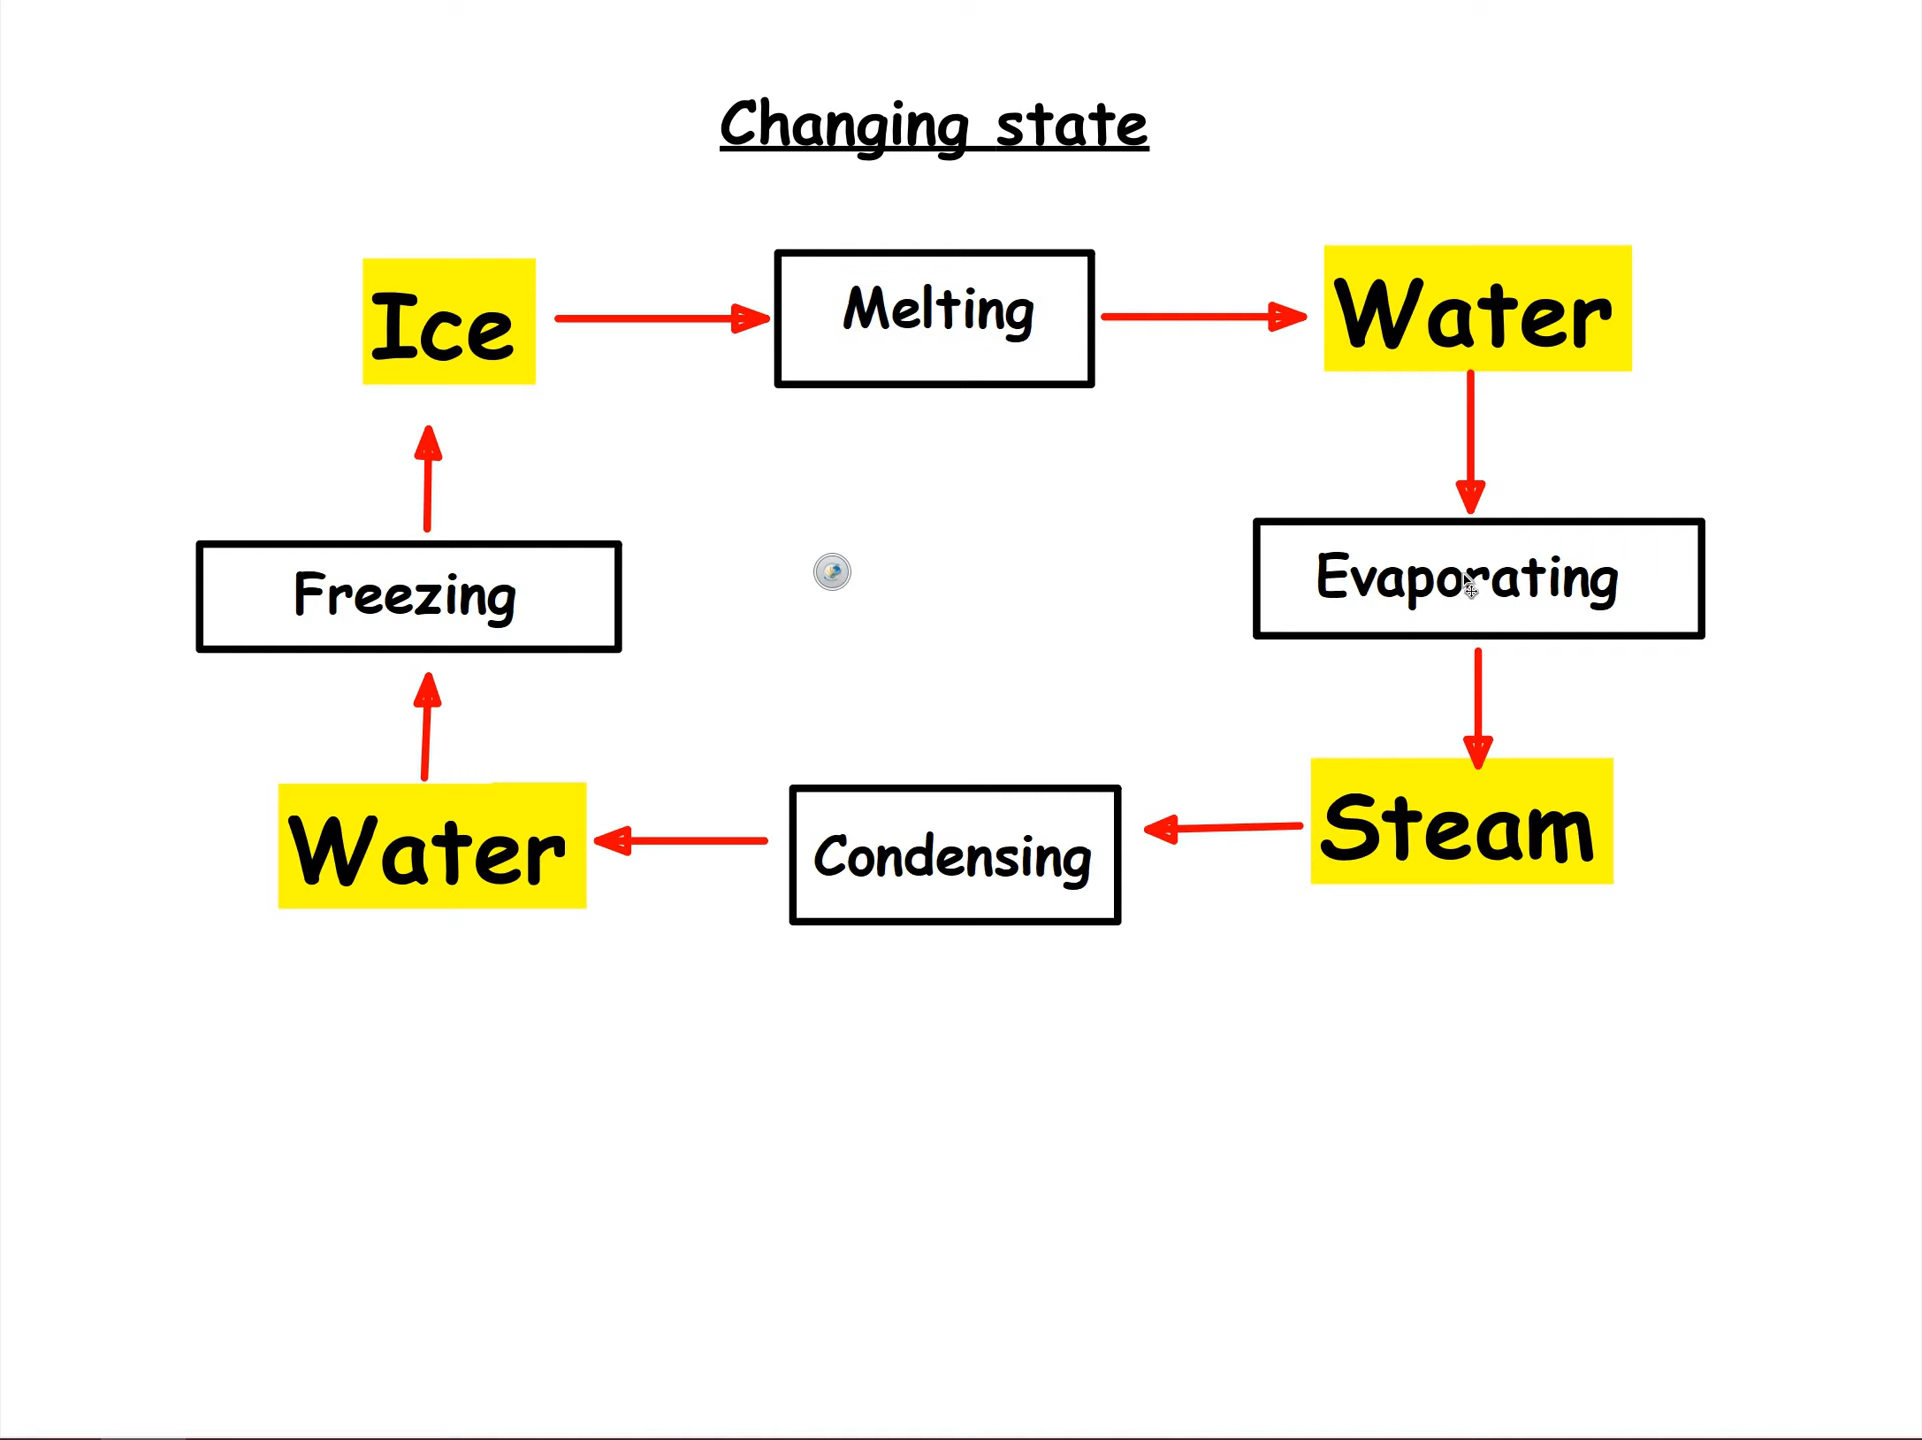 Changing state
Ice
Melting
Water
Freezing
Evaporating
Water
Condensing
Steam